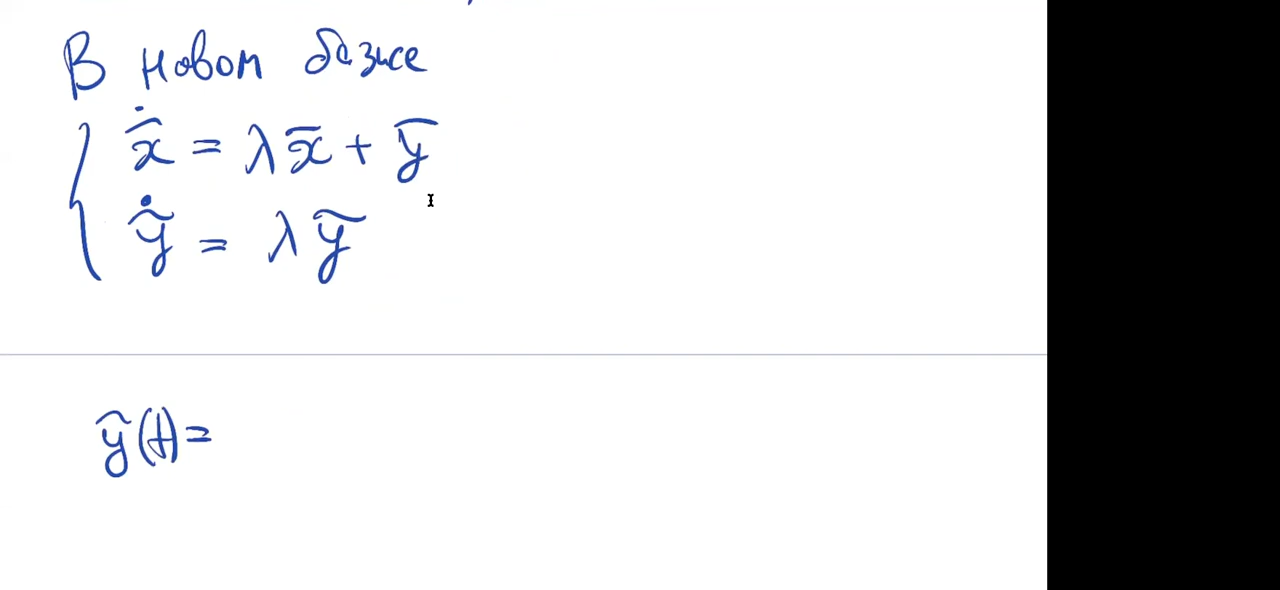 В новом базисе
{ ẋ̃ = λx̃ + ỹ
ẏ̃ = λỹ
ỹ(t) =